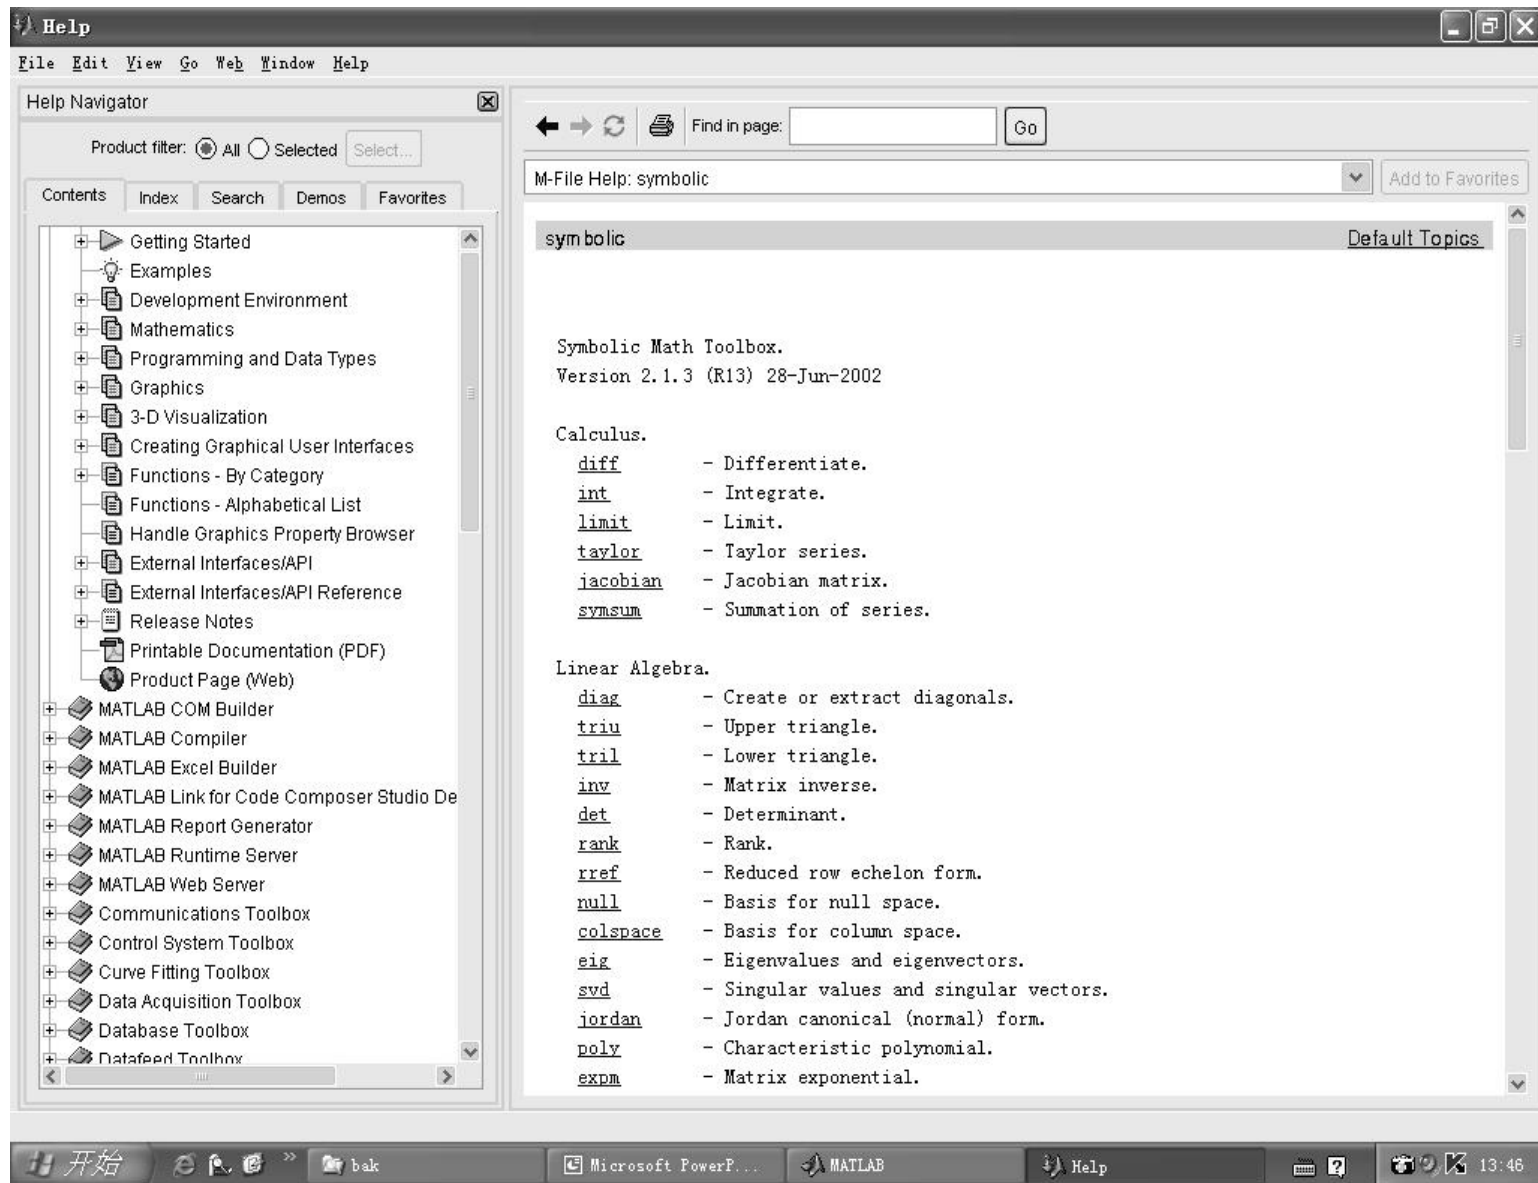 Help
File Edit View Go Web Window Help
Help Navigator
Product filter: All Selected Select...
Contents Index Search Demos Favorites
Getting Started
Examples
Development Environment
Mathematics
Programming and Data Types
Graphics
3-D Visualization
Creating Graphical User Interfaces
Functions - By Category
Functions - Alphabetical List
Handle Graphics Property Browser
External Interfaces/API
External Interfaces/API Reference
Release Notes
Printable Documentation (PDF)
Product Page (Web)
MATLAB COM Builder
MATLAB Compiler
MATLAB Excel Builder
MATLAB Link for Code Composer Studio De
MATLAB Report Generator
MATLAB Runtime Server
MATLAB Web Server
Communications Toolbox
Control System Toolbox
Curve Fitting Toolbox
Data Acquisition Toolbox
Database Toolbox
Datafeed Toolbox
Find in page: Go
M-File Help: symbolic Add to Favorites
symbolic Default Topics
Symbolic Math Toolbox.
Version 2.1.3 (R13) 28-Jun-2002
Calculus.
diff - Differentiate.
int - Integrate.
limit - Limit.
taylor - Taylor series.
jacobian - Jacobian matrix.
symsum - Summation of series.
Linear Algebra.
diag - Create or extract diagonals.
triu - Upper triangle.
tril - Lower triangle.
inv - Matrix inverse.
det - Determinant.
rank - Rank.
rref - Reduced row echelon form.
null - Basis for null space.
colspace - Basis for column space.
eig - Eigenvalues and eigenvectors.
svd - Singular values and singular vectors.
jordan - Jordan canonical (normal) form.
poly - Characteristic polynomial.
expm - Matrix exponential.
开始 » bak Microsoft PowerP... MATLAB Help 13:46